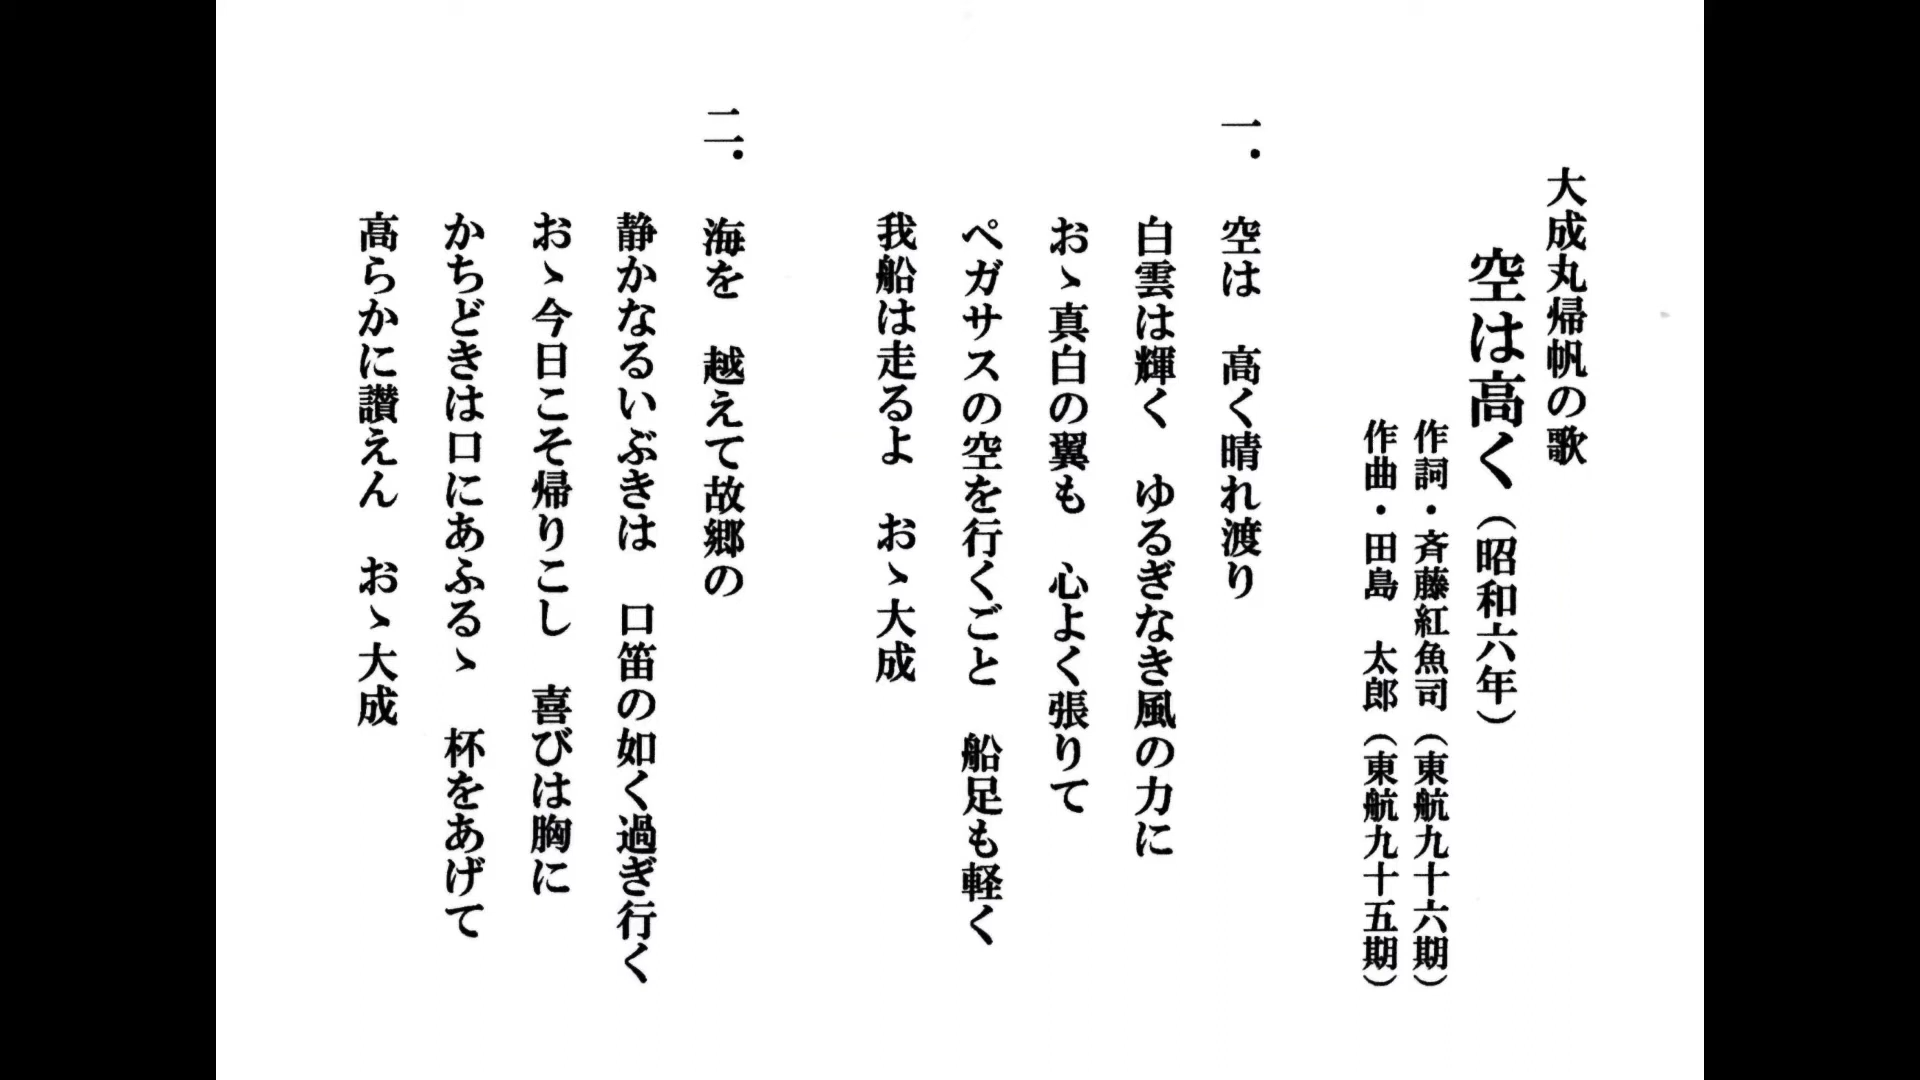 大成丸帰帆の歌
空は高く（昭和六年）
作詞・斉藤紅魚司（東航九十六期）
作曲・田島　太郎（東航九十五期）
一．　空は　高く晴れ渡り
白雲は輝く　ゆるぎなき風の力に
おゝ真白の翼も　心よく張りて
ペガサスの空を行くごと　船足も軽く
我船は走るよ　おゝ大成
二．　海を　越えて故郷の
静かなるいぶきは　口笛の如く過ぎ行く
おゝ今日こそ帰りこし　喜びは胸に
かちどきは口にあふるゝ　杯をあげて
高らかに讃えん　おゝ大成